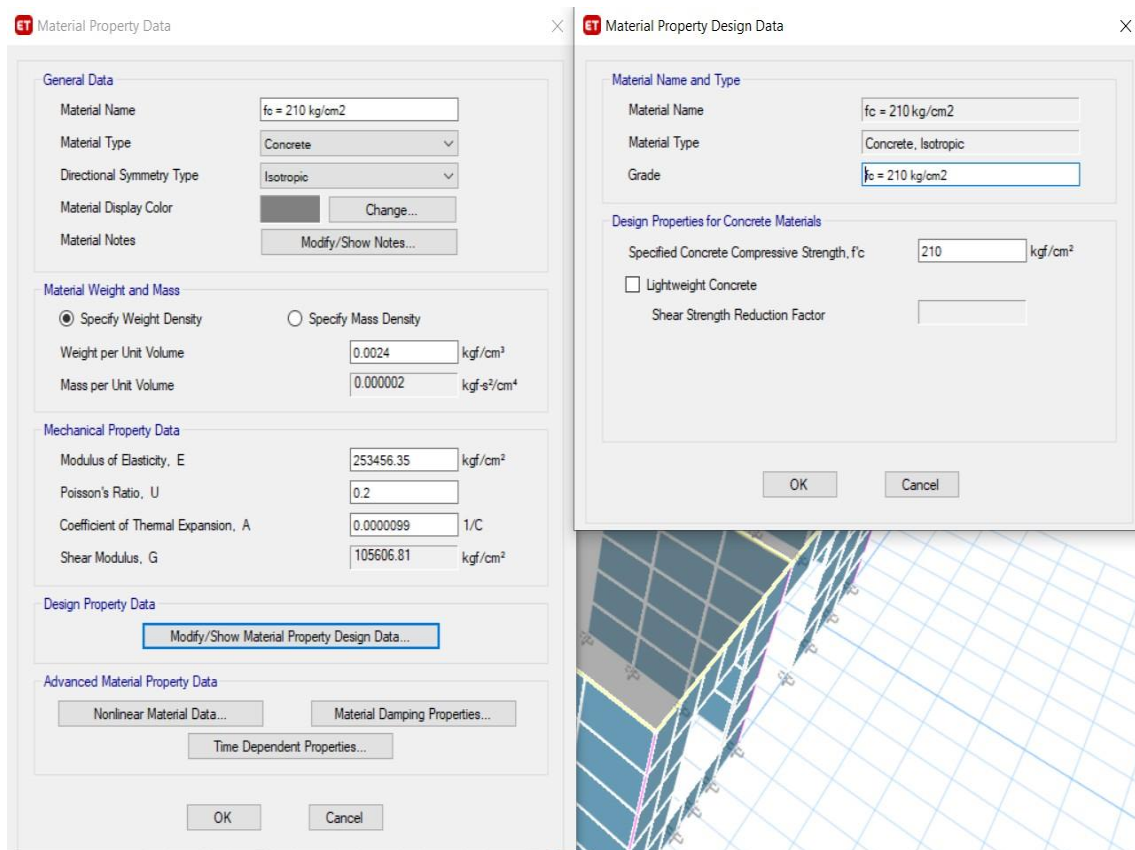 ET Material Property Data
General Data
Material Name fc = 210 kg/cm2
Material Type Concrete
Directional Symmetry Type Isotropic
Material Display Color Change...
Material Notes Modify/Show Notes...
Material Weight and Mass
Specify Weight Density Specify Mass Density
Weight per Unit Volume 0.0024 kgf/cm³
Mass per Unit Volume 0.000002 kgf-s²/cm⁴
Mechanical Property Data
Modulus of Elasticity, E 253456.35 kgf/cm²
Poisson's Ratio, U 0.2
Coefficient of Thermal Expansion, A 0.0000099 1/C
Shear Modulus, G 105606.81 kgf/cm²
Design Property Data
Modify/Show Material Property Design Data...
Advanced Material Property Data
Nonlinear Material Data... Material Damping Properties...
Time Dependent Properties...
OK Cancel
ET Material Property Design Data
Material Name and Type
Material Name fc = 210 kg/cm2
Material Type Concrete, Isotropic
Grade fc = 210 kg/cm2
Design Properties for Concrete Materials
Specified Concrete Compressive Strength, f'c 210 kgf/cm²
Lightweight Concrete
Shear Strength Reduction Factor
OK Cancel